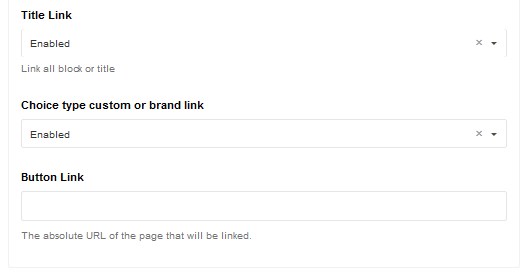 Title Link
Enabled
Link all block or title
Choice type custom or brand link
Enabled
Button Link
The absolute URL of the page that will be linked.